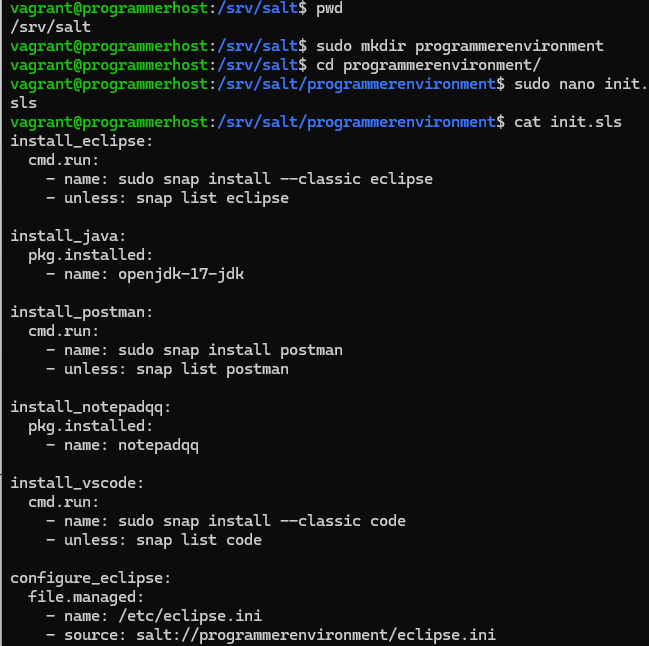 vagrant@programmerhost:/srv/salt$ pwd
/srv/salt
vagrant@programmerhost:/srv/salt$ sudo mkdir programmerenvironment
vagrant@programmerhost:/srv/salt$ cd programmerenvironment/
vagrant@programmerhost:/srv/salt/programmerenvironment$ sudo nano init.
sls
vagrant@programmerhost:/srv/salt/programmerenvironment$ cat init.sls
install_eclipse:
  cmd.run:
    - name: sudo snap install --classic eclipse
    - unless: snap list eclipse

install_java:
  pkg.installed:
    - name: openjdk-17-jdk

install_postman:
  cmd.run:
    - name: sudo snap install postman
    - unless: snap list postman

install_notepadqq:
  pkg.installed:
    - name: notepadqq

install_vscode:
  cmd.run:
    - name: sudo snap install --classic code
    - unless: snap list code

configure_eclipse:
  file.managed:
    - name: /etc/eclipse.ini
    - source: salt://programmerenvironment/eclipse.ini